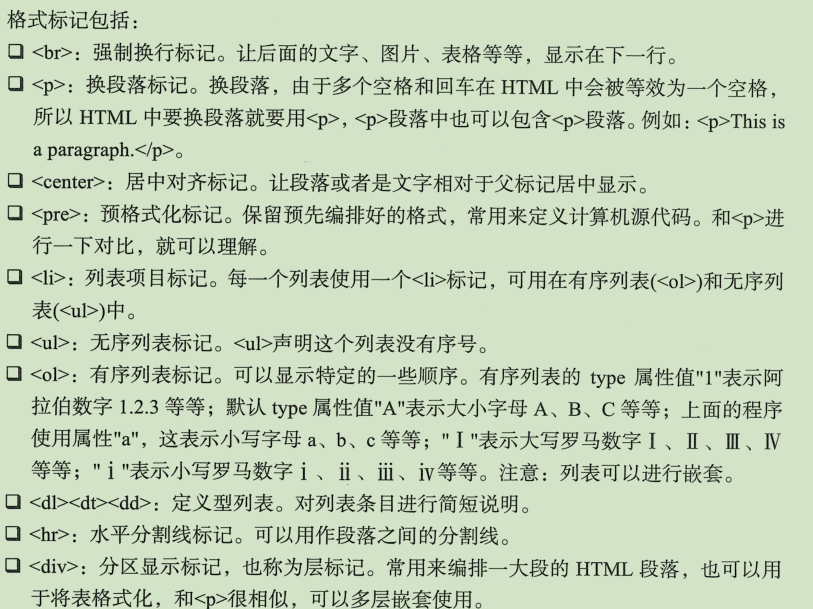 格式标记包括：
❑ <br>：强制换行标记。让后面的文字、图片、表格等等，显示在下一行。
❑ <p>：换段落标记。换段落，由于多个空格和回车在 HTML 中会被等效为一个空格，
所以 HTML 中要换段落就要用<p>，<p>段落中也可以包含<p>段落。例如：<p>This is
a paragraph.</p>。
❑ <center>：居中对齐标记。让段落或者是文字相对于父标记居中显示。
❑ <pre>：预格式化标记。保留预先编排好的格式，常用来定义计算机源代码。和<p>进
行一下对比，就可以理解。
❑ <li>：列表项目标记。每一个列表使用一个<li>标记，可用在有序列表(<ol>)和无序列
表(<ul>)中。
❑ <ul>：无序列表标记。<ul>声明这个列表没有序号。
❑ <ol>：有序列表标记。可以显示特定的一些顺序。有序列表的 type 属性值"1"表示阿
拉伯数字 1.2.3 等等；默认 type 属性值"A"表示大小字母 A、B、C 等等；上面的程序
使用属性"a"，这表示小写字母 a、b、c 等等；"Ⅰ"表示大写罗马数字Ⅰ、Ⅱ、Ⅲ、Ⅳ
等等；"ⅰ"表示小写罗马数字ⅰ、ⅱ、ⅲ、ⅳ等等。注意：列表可以进行嵌套。
❑ <dl><dt><dd>：定义型列表。对列表条目进行简短说明。
❑ <hr>：水平分割线标记。可以用作段落之间的分割线。
❑ <div>：分区显示标记，也称为层标记。常用来编排一大段的 HTML 段落，也可以用
于将表格式化，和<p>很相似，可以多层嵌套使用。